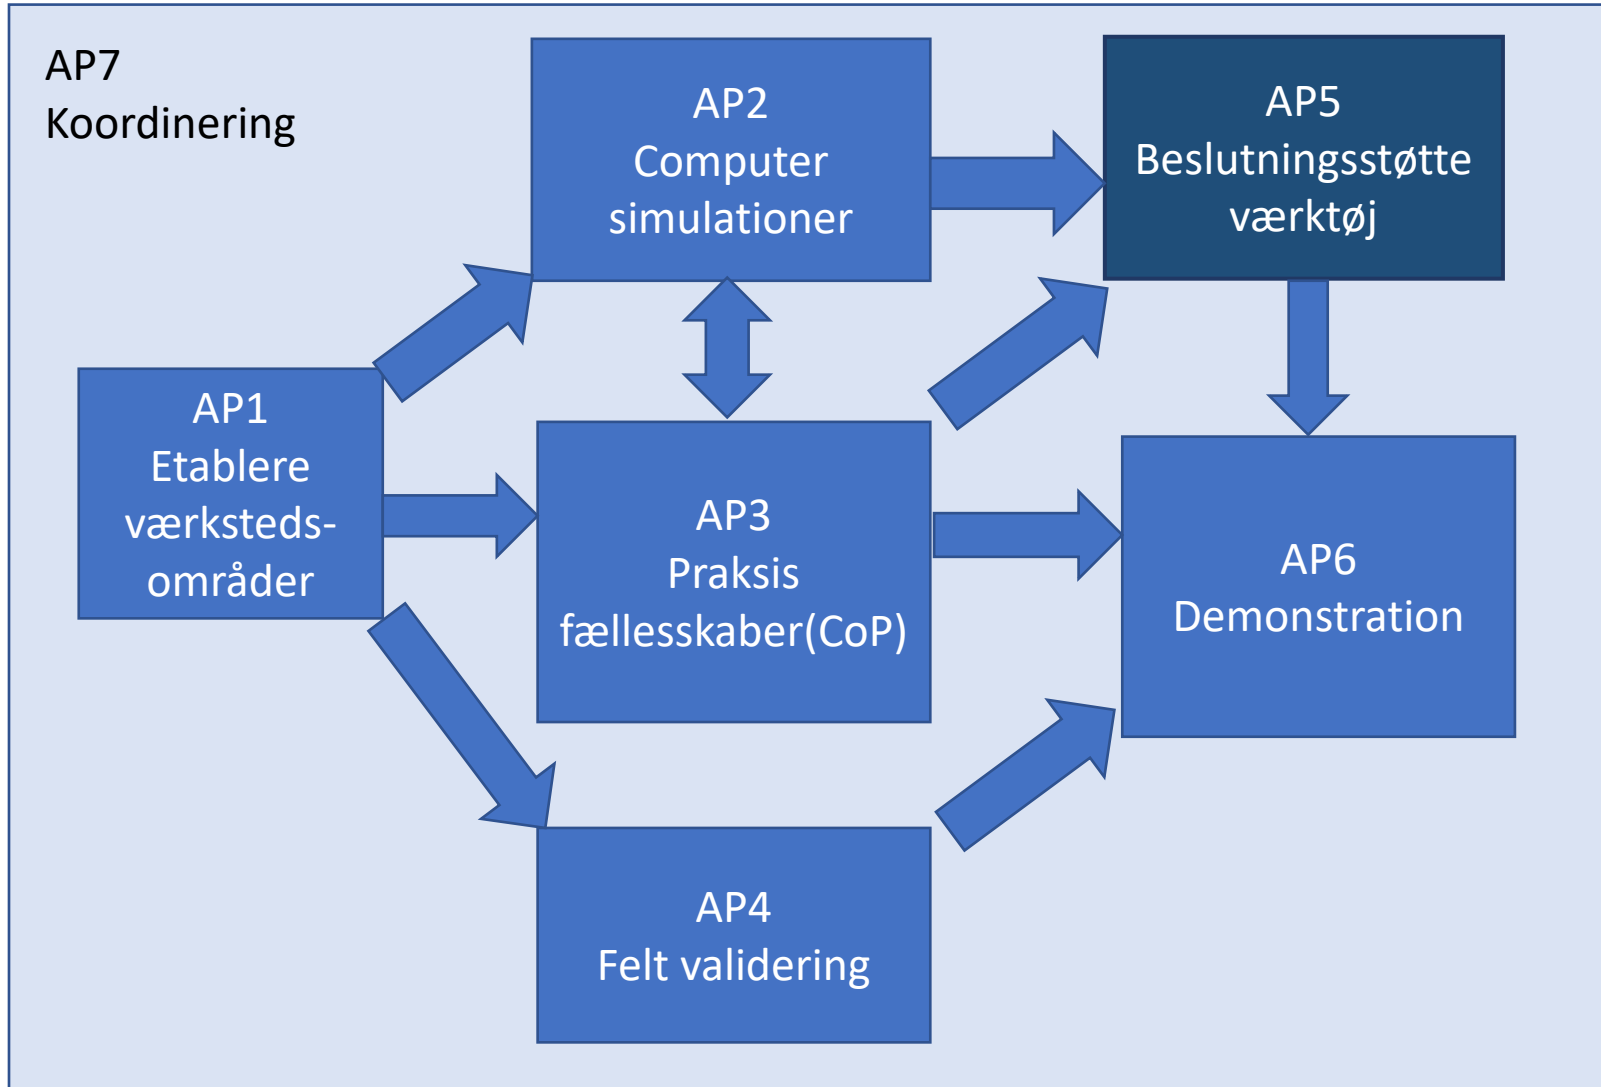 AP7
Koordinering
AP2
Computer
simulationer
AP5
Beslutningsstøtte
værktøj
AP1
Etablere
værksteds-
områder
AP3
Praksis
fællesskaber(CoP)
AP6
Demonstration
AP4
Felt validering